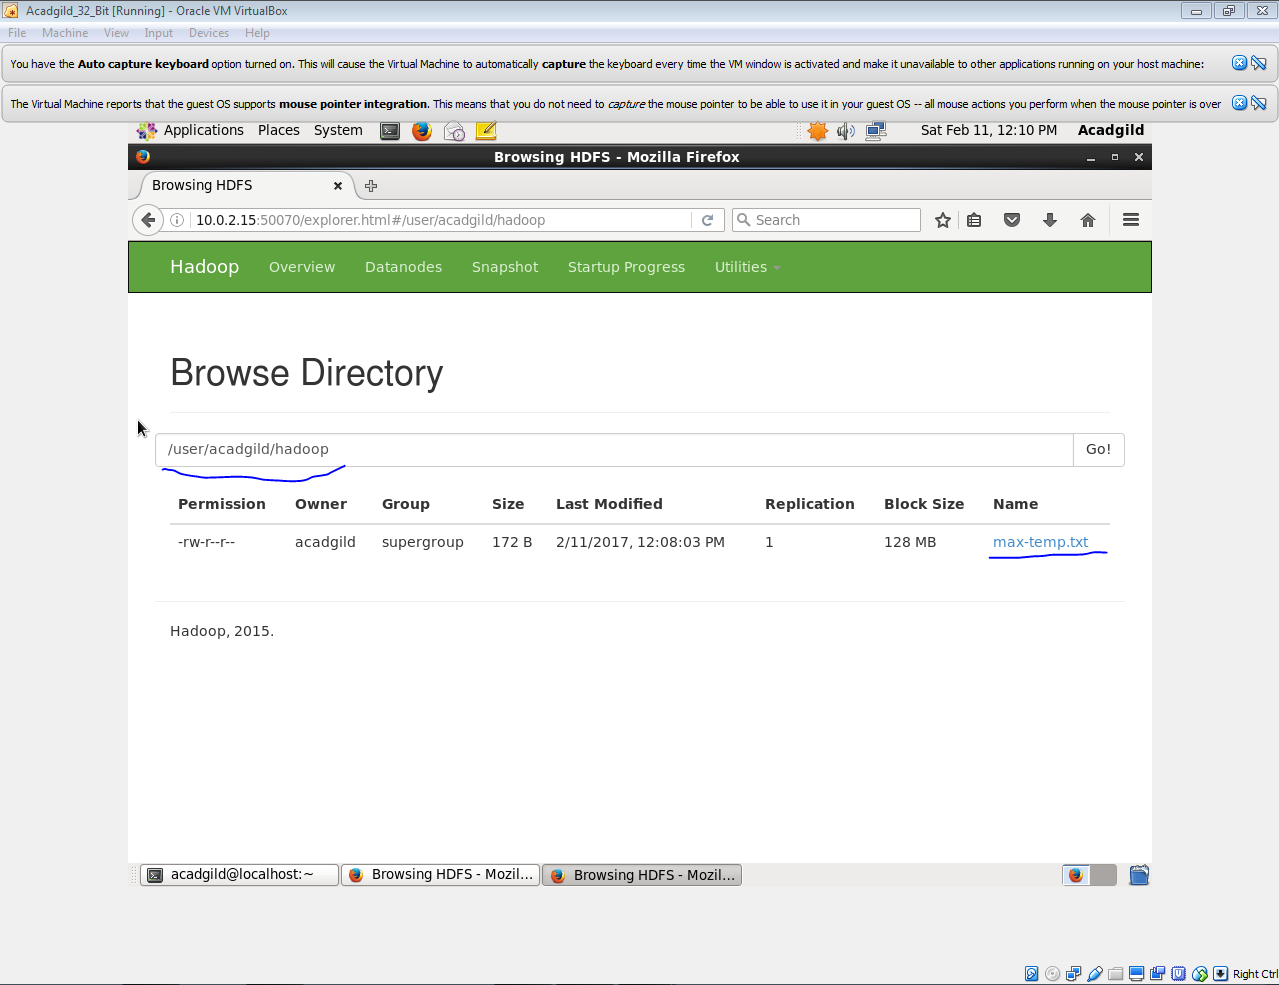 Acadgild_32_Bit [Running] - Oracle VM VirtualBox
File Machine View Input Devices Help
You have the Auto capture keyboard option turned on. This will cause the Virtual Machine to automatically capture the keyboard every time the VM window is activated and make it unavailable to other applications running on your host machine:
The Virtual Machine reports that the guest OS supports mouse pointer integration. This means that you do not need to capture the mouse pointer to be able to use it in your guest OS -- all mouse actions you perform when the mouse pointer is over
Applications Places System Sat Feb 11, 12:10 PM Acadgild
Browsing HDFS - Mozilla Firefox
Browsing HDFS
10.0.2.15:50070/explorer.html#/user/acadgild/hadoop Search
Hadoop Overview Datanodes Snapshot Startup Progress Utilities
Browse Directory
/user/acadgild/hadoop Go!
Permission Owner Group Size Last Modified Replication Block Size Name
-rw-r--r-- acadgild supergroup 172 B 2/11/2017, 12:08:03 PM 1 128 MB max-temp.txt
Hadoop, 2015.
acadgild@localhost:~ Browsing HDFS - Mozil... Browsing HDFS - Mozil...
Right Ctrl